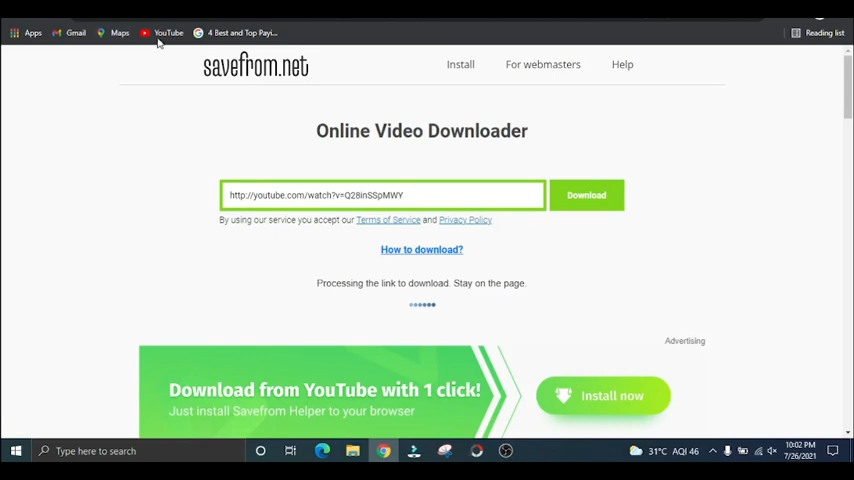 Apps Gmail Maps YouTube 4 Best and Top Payi... Reading list
savefrom.net Install For webmasters Help
Online Video Downloader
http://youtube.com/watch?v=Q28inSSpMWY Download
By using our service you accept our Terms of Service and Privacy Policy
How to download?
Processing the link to download. Stay on the page.
Advertising
Download from YouTube with 1 click!
Just install Savefrom Helper to your browser
Install now
Type here to search 31°C AQI 46 10:02 PM
7/26/2021